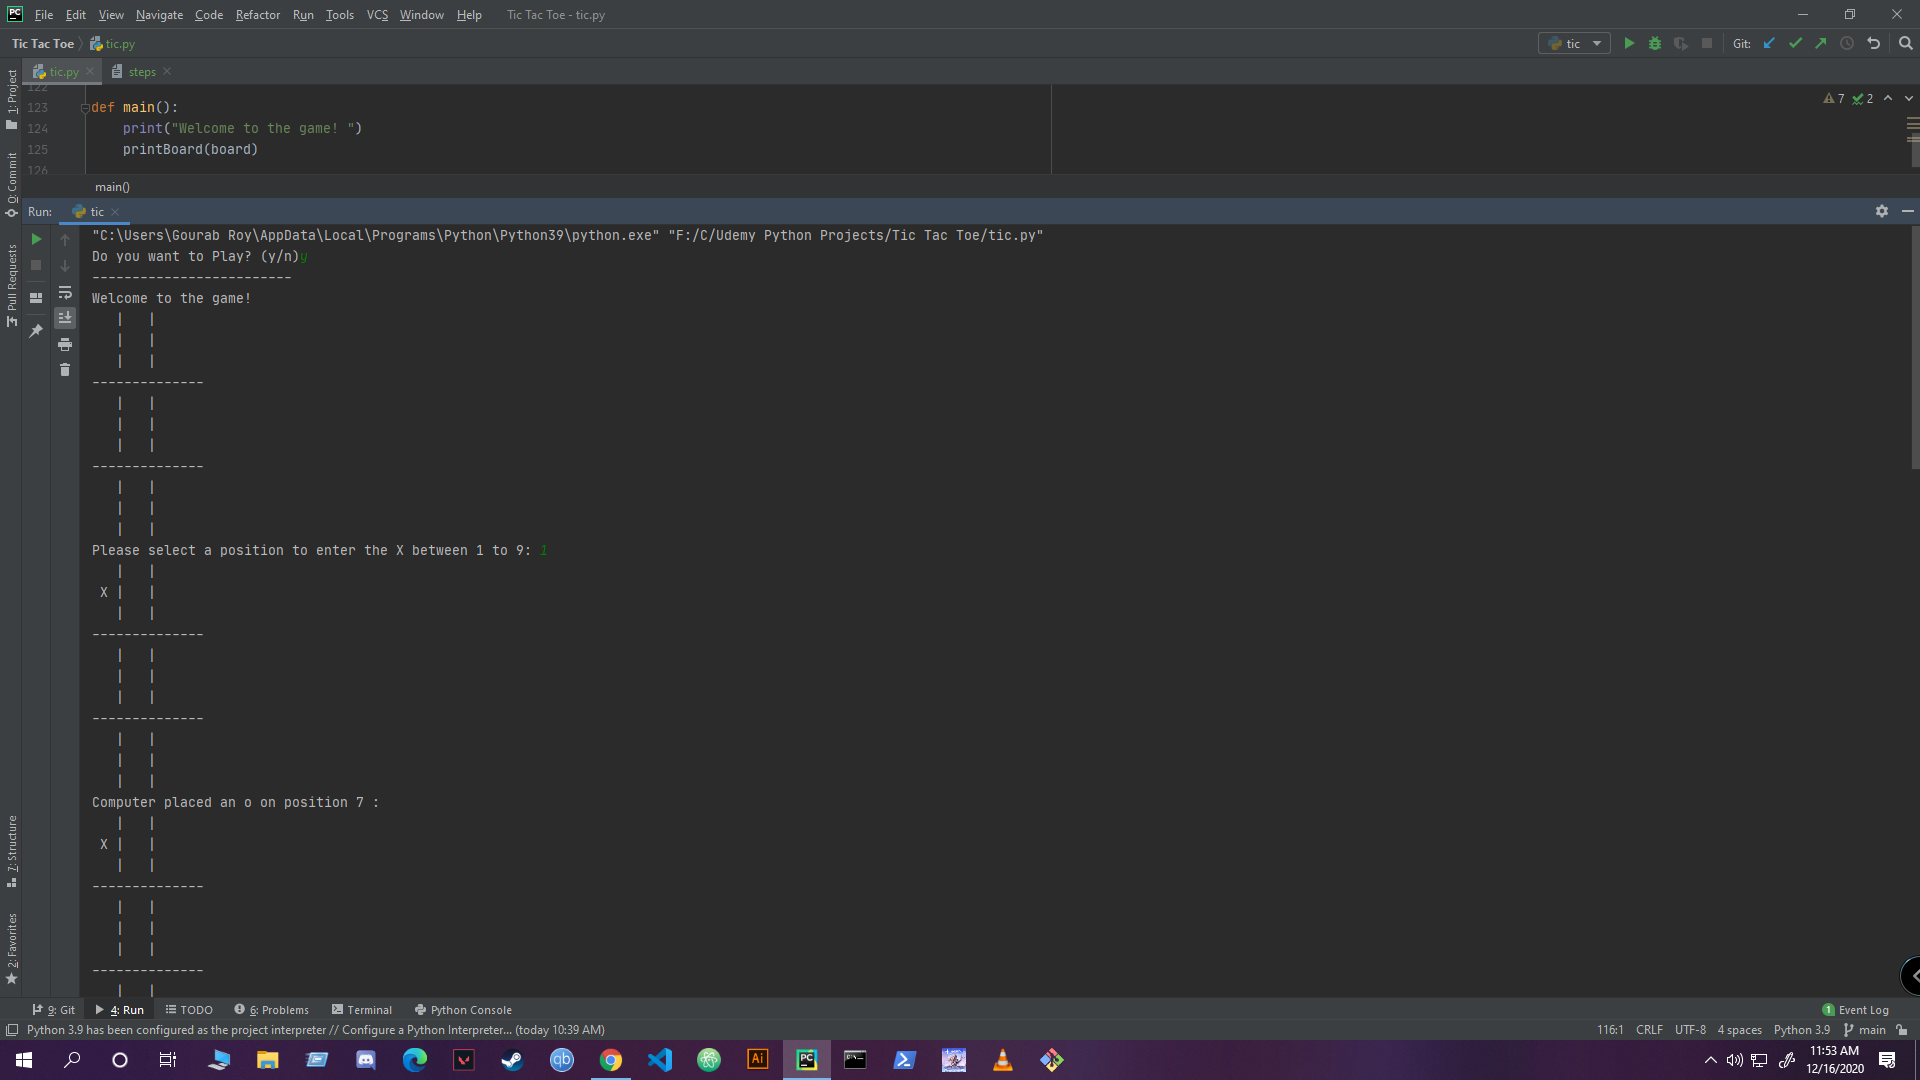 File Edit View Navigate Code Refactor Run Tools VCS Window Help Tic Tac Toe - tic.py
Tic Tac Toe tic.py tic Git:
tic.py steps
1: Project
0: Commit
Pull Requests
7: Structure
2: Favorites
122
123 def main():
124 print("Welcome to the game! ")
125 printBoard(board)
126
7 2
main()
Run: tic
"C:\Users\Gourab Roy\AppData\Local\Programs\Python\Python39\python.exe" "F:/C/Udemy Python Projects/Tic Tac Toe/tic.py"
Do you want to Play? (y/n)y
-------------------------
Welcome to the game!
| |
| |
| |
--------------
| |
| |
| |
--------------
| |
| |
| |
Please select a position to enter the X between 1 to 9: 1
| |
X | |
| |
--------------
| |
| |
| |
--------------
| |
| |
| |
Computer placed an o on position 7 :
| |
X | |
| |
--------------
| |
| |
| |
--------------
| |
9: Git 4: Run TODO 6: Problems Terminal Python Console 1 Event Log
Python 3.9 has been configured as the project interpreter // Configure a Python Interpreter... (today 10:39 AM) 116:1 CRLF UTF-8 4 spaces Python 3.9 main
qb Ai PC
11:53 AM
12/16/2020